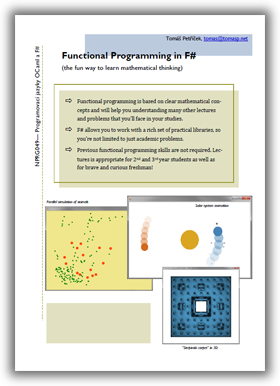 Tomáš Petříček, tomas@tomasp.net
Functional Programming in F#
(the fun way to learn mathematical thinking)
NPRG049— Programovací jazyky OCaml a F#
⇨ Functional programming is based on clear mathematical con-
cepts and will help you understanding many other lectures
and problems that you'll face in your studies.
⇨ F# allows you to work with a rich set of practical libraries, so
you're not limited to just academic problems.
⇨ Previous functional programming skills are not required. Lec-
tures is appropriate for 2nd and 3rd year students as well as
for brave and curious freshman!
Parallel simulation of animals
Solar system animation
"Sierpinski carpet" in 3D